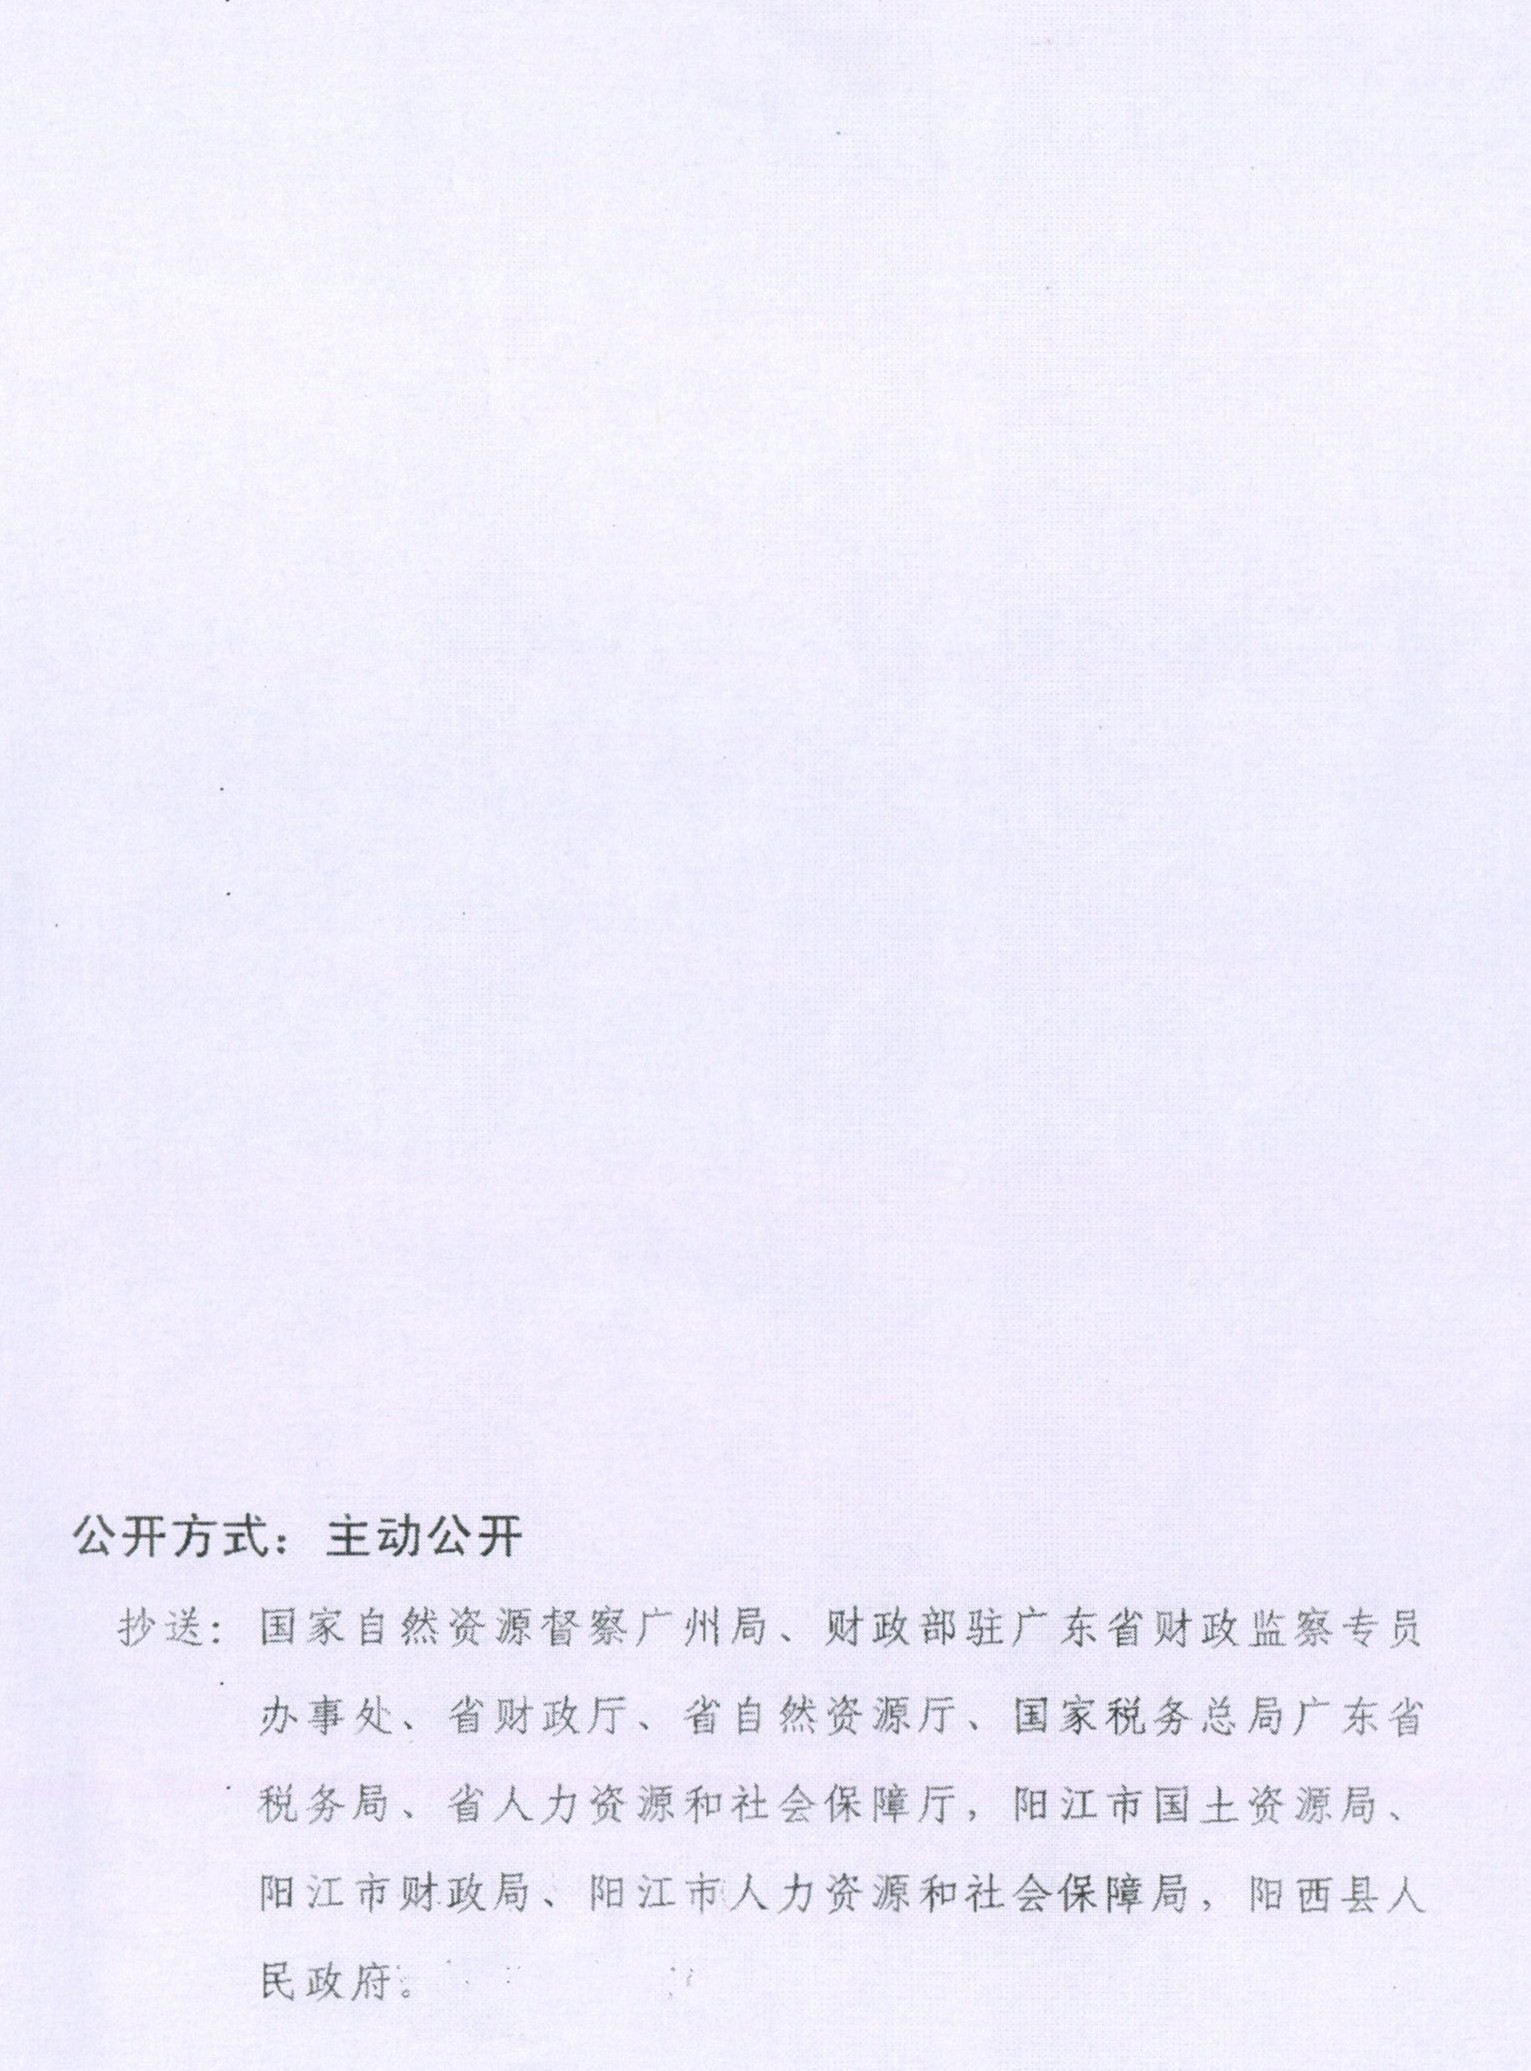 公开方式：主动公开
抄送：国家自然资源督察广州局、财政部驻广东省财政监察专员
办事处、省财政厅、省自然资源厅、国家税务总局广东省
税务局、省人力资源和社会保障厅，阳江市国土资源局、
阳江市财政局、阳江市人力资源和社会保障局，阳西县人
民政府。